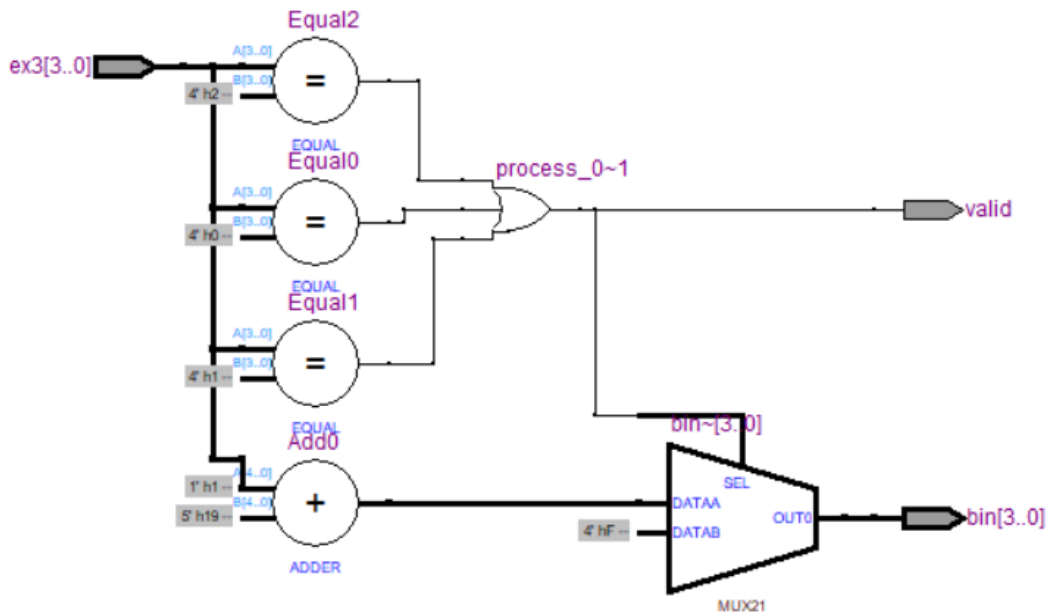 Equal2
ex3[3..0]
A[3..0]
B[3..0]
4' h2 --
=
EQUAL
Equal0
process_0~1
A[3..0]
B[3..0]
4' h0 --
=
valid
EQUAL
Equal1
A[3..0]
B[3..0]
4' h1 --
=
EQUAL
Add0
bin~[3..0]
A[4..0]
1' h1 --
B[4..0]
5' h19 --
+
SEL
DATAA
4' hF --
DATAB
OUT0
bin[3..0]
ADDER
MUX21